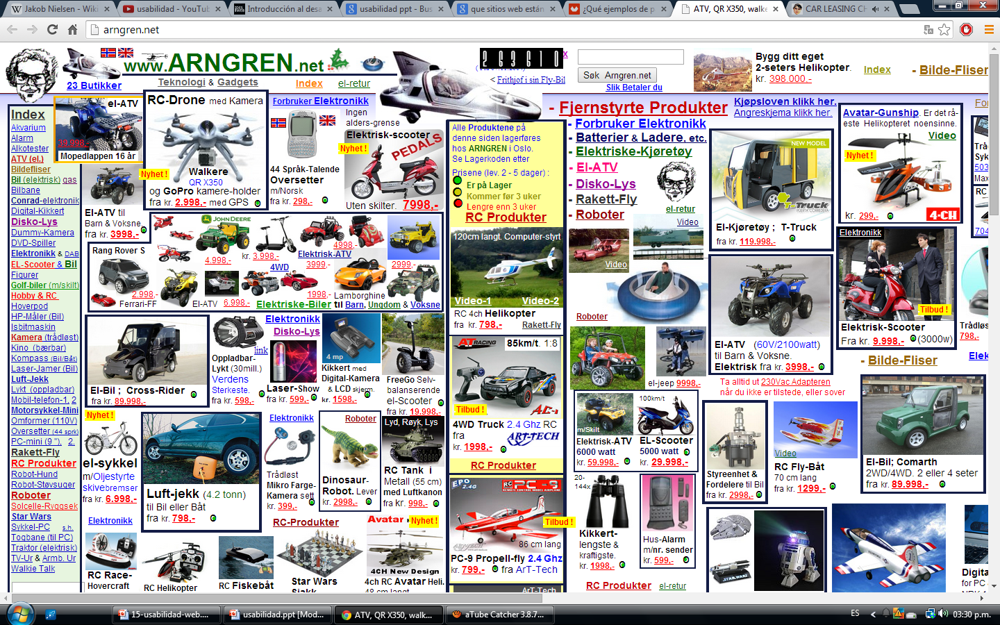 Jakob Nielsen - Wiki
usabilidad - YouTu
Introducción al desa
usabilidad ppt - Bus
que sitios web están
¿Qué ejemplos de p
ATV, QR X350, walke
CAR LEASING CH
arngren.net
www.ARNGREN.net
23 Butikker
Teknologi & Gadgets
Index
el-retur
263610
< Frithjof i sin Fly-Bil
Søk Arngren.net
Slik Betaler du
Bygg ditt eget
2-seters Helikopter.
kr. 398.000.-
Index
- Bilde-Fliser
Index
Akvarium
Alarm
Alkotester
ATV (el.)
Bildefliser
Bil (elektrisk) gas
Bilbane
Conrad-elektronik
Digital-Kikkert
Disko-Lys
Dummy-Kamera
DVD-Spiller
Elektronikk & DAB
EL-Scooter & Bil
Figurer
Golf-biler (m/skilt)
Hobby & RC
Hoverpod
HP-Måler (Bil)
Isbitmaskin
Kamera (trådløst)
Kino (bærbar)
Kompass (Bil/Båt)
Laser-Jamer (Bil)
Luft-Jekk
Lykt (oppladbar)
Mobil-telefon-1, 2
Motorsykkel-Mini
Omformer (110V)
Oversetter (44 sprk)
PC-mini (9 "), 2.
Rakett-Fly
RC Produkter
Robot-Hund
Robot-Støvsuger
Roboter
Solcelle-Ryggsek
Star Wars
Sykkel-PC s.h.
Togbane (til PC)
Traktor (elektrisk)
TV-Ur & Armb. Ur
Walkie Talk
el-ATV
39.998,-
Mopedlappen 16 år
El-ATV til
Barn & Voksne
fra kr. 3998,-
RC-Drone med Kamera
Nyhet !
Walkere
QR X350
og GoPro kamere-holder
fra kr. 2.998,- med GPS
Forbruker Elektronikk
44 Språk-Talende
Oversetter
m/Norsk
fra kr. 298,-
Ingen
alders-grense
Elektrisk-scooter
Nyhet !
PEDALS
Uten skilter. 7998,-
Rang Rover S
JOHN DEERE
4.998,-
kr. 3.998,-
4998,-
Elektrisk-ATV
3999,-
2999,-
4WD
2.998,-
Ferrari-FF
El-ATV
6.998,-
1998,-
Lamborghine
Elektriske-Biler til Barn, Ungdom & Voksne
El-Bil ; Cross-Rider
fra kr. 89.998,-
Elektronikk
Disko-Lys
link
Oppladbar-
Lykt (30mill.)
Verdens
Sterkeste.
fra kr. 598,-
Laser-Show
fra kr. 599,-
4 mp
Kikkert med
Digital-Kamera
& LCD skjerm.
kr. 1598,-
FreeGo Selv-
balanserende
el-Scooter
fra kr. 19.998
Nyhet !
el-sykkel
m/Oljestyrte
skivebremser
fra kr. 6.998,-
Elektronikk
Luft-jekk (4.2 tonn)
til Bil eller Båt
fra kr. 798,-
Elektronikk
Trådløst
Mikro Farge-
Kamera sett
kr. 399,-
Roboter
Dinosaur-
Robot. Lever
kr. 2998,-
Lyd, Røyk, Lys
RC Tank i
Metall (55 cm)
med Luftkanon
fra kr. 998,-
RC Race-
Hovercraft
RC Helikopter
RC Fiskebåt
RC-Produkter
Star Wars
Sjakk
Avatar
Nyhet !
4CH New Design
4ch RC Avatar Heli.
48 cm langt
Alle Produktene på
denne siden lagerføres
hos ARNGREN i Oslo.
Se Lagerkoden etter
Prisene (lev. 2 - 5 dager) :
Er på Lager
Kommer før 3 uker
Lengre enn 3 uker
RC Produkter
120cm langt. Computer-styrt
Video-1 Video-2
RC 4ch Helikopter
fra kr. 798,- Rakett-Fly
AT RACING 85km/t. 1:8
Tilbud !
AC-1
4WD Truck 2.4 Ghz RC
fra
kr. 1998,-
ArT-TECH
RC Produkter
EPO 2.4G
RC PC-9
Tilbud !
86 cm lang
PC-9 Propell-fly 2.4 Ghz
kr. 799,- fra ArT-Tech
ArT-Tech
- Fjernstyrte Produkter
- Forbruker Elektronikk
- Batterier & Ladere, etc.
- Elektriske-Kjøretøy
- El-ATV
- Disko-Lys
- Rakett-Fly
- Roboter
el-retur
Video
Video
Roboter
el-jeep 9998,-
m/Skilt
Elektrisk-ATV
6000 watt
kr. 59.998,-
100km/t
EL-Scooter
5000 watt
kr. 29.998,-
20-
144x
Kikkert-
lengste &
kraftigste.
kr. 1998,-
Hus-Alarm
m/nr. sender
kr. 599,-
RC Produkter el-retur
Kjøpsloven klikk her.
Angreskjema klikk her.
NEW MODEL
T-Truck
El-Kjøretøy ; T-Truck
fra kr. 119.998,-
El-ATV (60V/2100watt)
til Barn & Voksne.
Elektrisk fra kr. 3998,-
Ta alltid ut 230Vac Adapteren
når du ikke er tilstede, eller sover
Styreenhet &
Fordelere til Bil
fra kr. 2998,-
Video
RC Fly-Båt
70 cm lang
fra kr. 1299,-
STAR WARS
Avatar-Gunship. Er det rå-
este Helikopteret noensinne.
Video
Nyhet !
kr. 299,-
4-CH
Elektronikk
Tilbud !
Elektrisk-Scooter
Fra kr. 9.998,- (3000w)
- Bilde-Fliser
El-Bil; Comarth
2WD/4WD. 2 eller 4 seter
fra kr. 89.998,-
For
Tråd
Syk
503
Max
RC
704
Trådløs
798,-
Elek
Digita
for PC
15-usabilidad-web....
usabilidad.ppt [Mod...
ATV, QR X350, walk...
aTube Catcher 3.8.7...
ES
03:30 p.m.